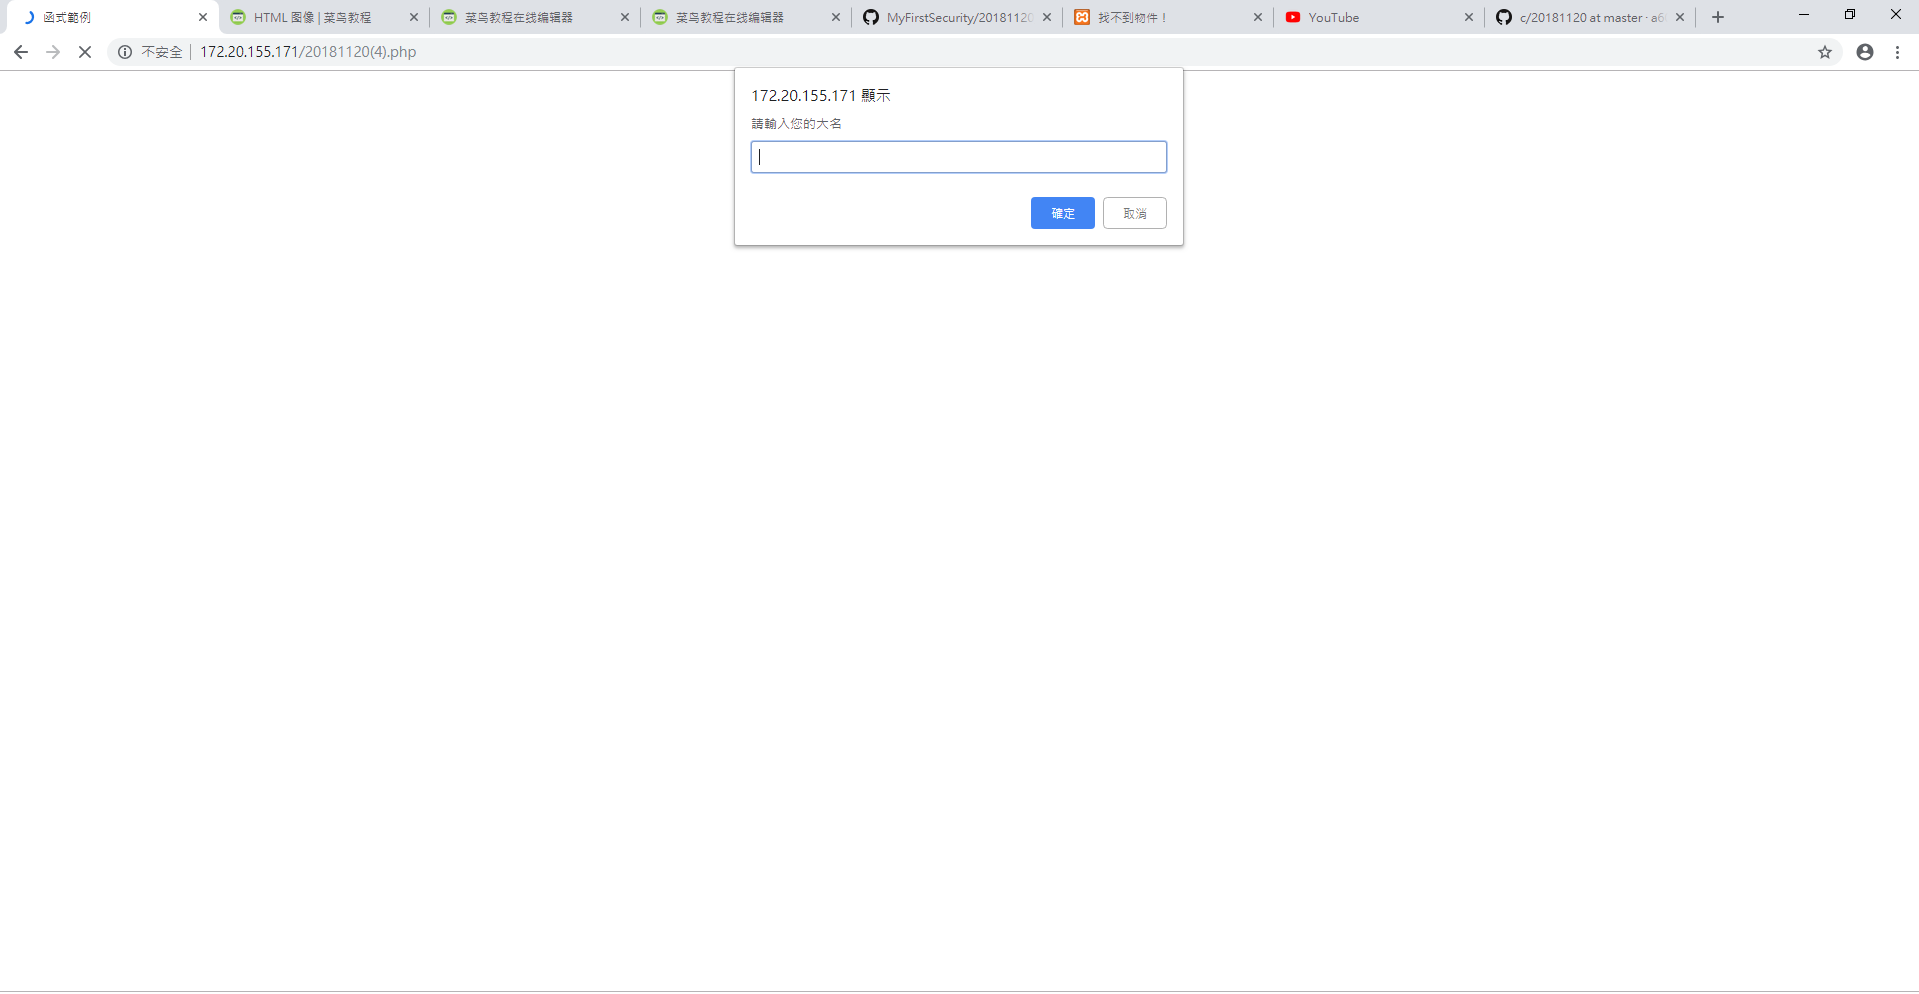 函式範例
HTML 图像 | 菜鸟教程
菜鸟教程在线编辑器
菜鸟教程在线编辑器
MyFirstSecurity/20181120
找不到物件！
YouTube
c/20181120 at master · a6
不安全 | 172.20.155.171/20181120(4).php
172.20.155.171 顯示
請輸入您的大名
確定
取消